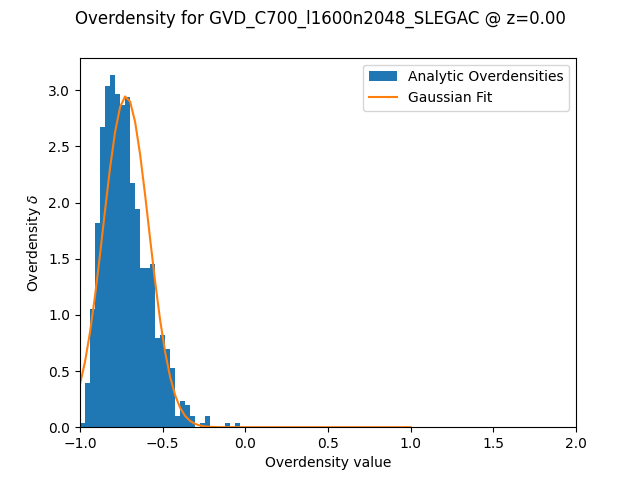 Overdensity for GVD_C700_l1600n2048_SLEGAC @ z=0.00
Analytic Overdensities
Gaussian Fit
Overdensity δ
3.0
2.5
2.0
1.5
1.0
0.5
0.0
−1.0 −0.5 0.0 0.5 1.0 1.5 2.0
Overdensity value